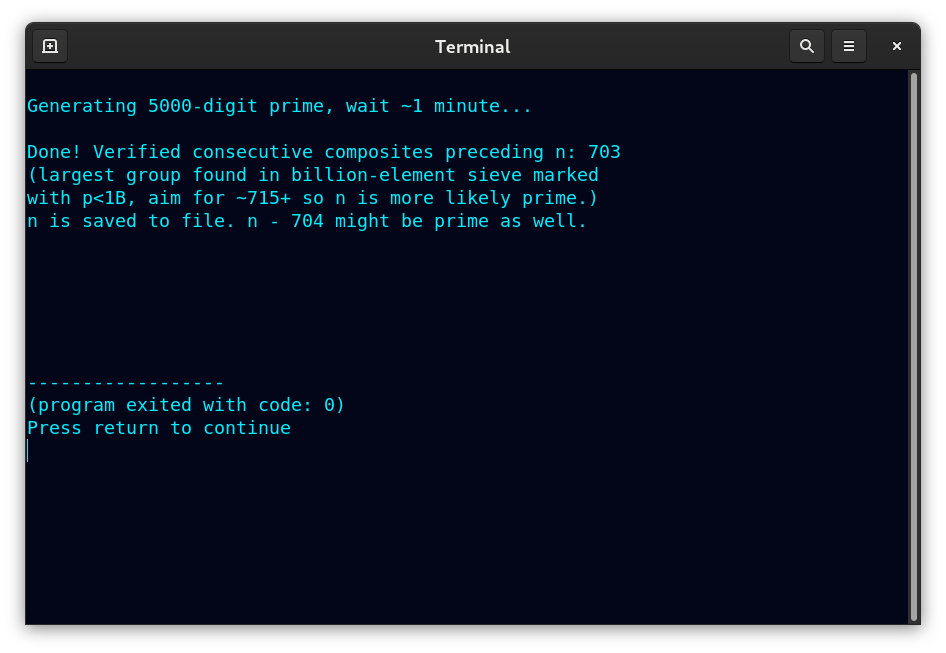 Terminal
Generating 5000-digit prime, wait ~1 minute...
Done! Verified consecutive composites preceding n: 703
(largest group found in billion-element sieve marked
with p<1B, aim for ~715+ so n is more likely prime.)
n is saved to file. n - 704 might be prime as well.
------------------
(program exited with code: 0)
Press return to continue